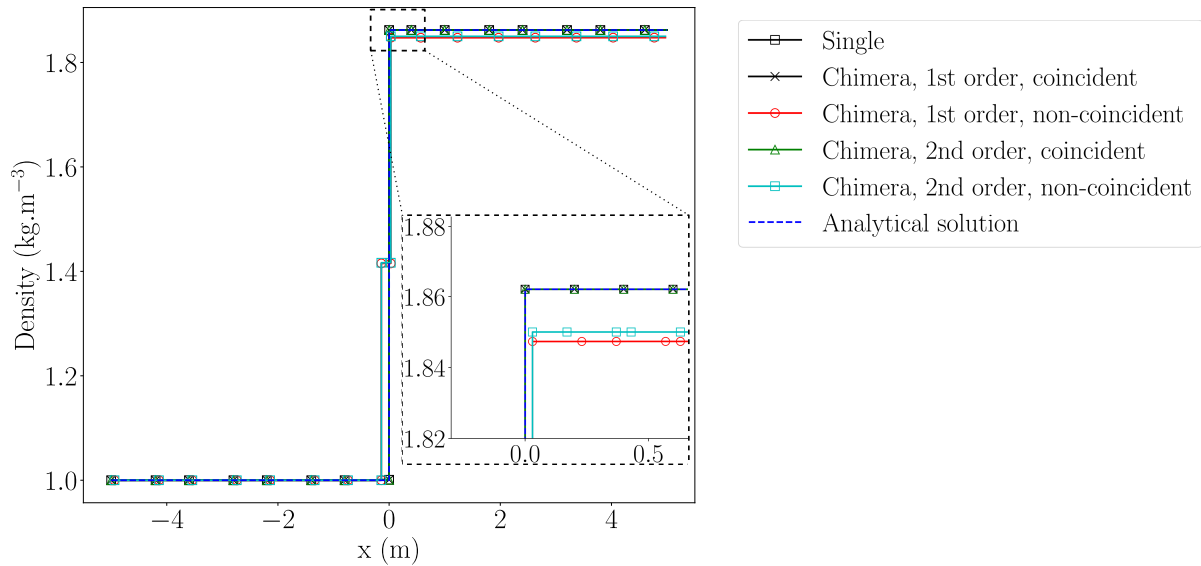 1.8
1.6
1.4
1.2
1.0
Density (kg.m⁻³)
−4
−2
0
2
4
x (m)
1.88
1.86
1.84
1.82
0.0
0.5
Single
Chimera, 1st order, coincident
Chimera, 1st order, non-coincident
Chimera, 2nd order, coincident
Chimera, 2nd order, non-coincident
Analytical solution